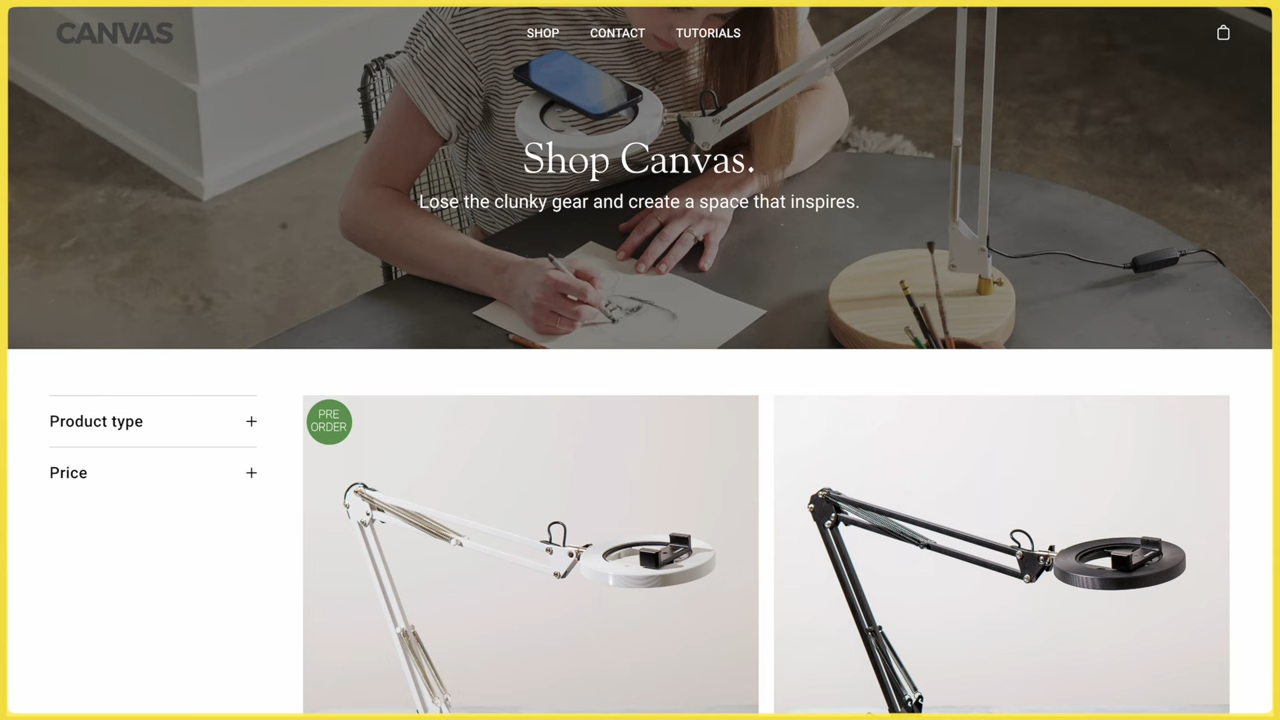 CANVAS
SHOP
CONTACT
TUTORIALS
Shop Canvas.
Lose the clunky gear and create a space that inspires.
Product type
Price
PRE
ORDER